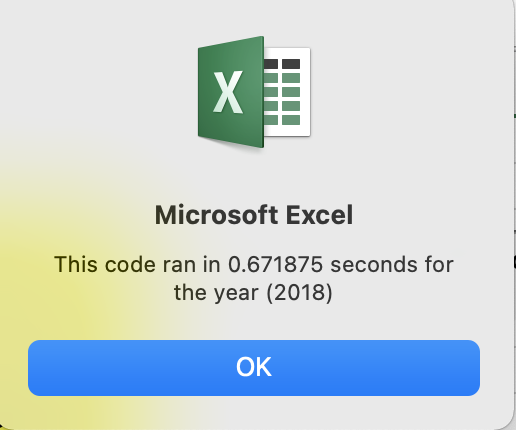 X
Microsoft Excel
This code ran in 0.671875 seconds for
the year (2018)
OK